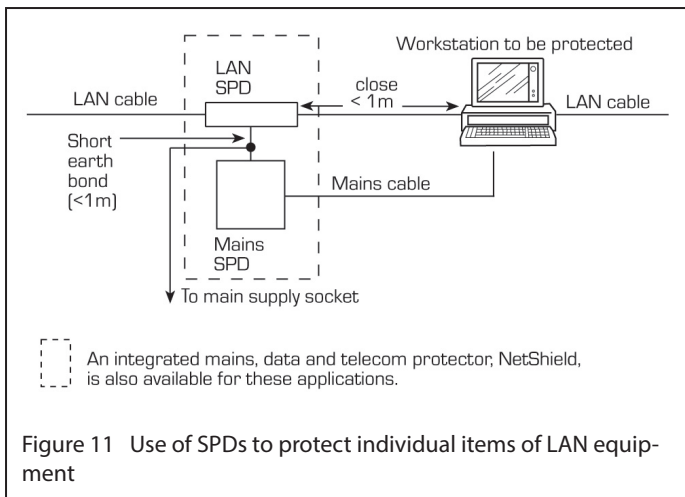 Workstation to be protected
LAN
SPD
close
< 1m
LAN cable
LAN cable
Short
earth
bond
(<1m)
Mains cable
Mains
SPD
To main supply socket
An integrated mains, data and telecom protector, NetShield,
is also available for these applications.
Figure 11 Use of SPDs to protect individual items of LAN equip-
ment